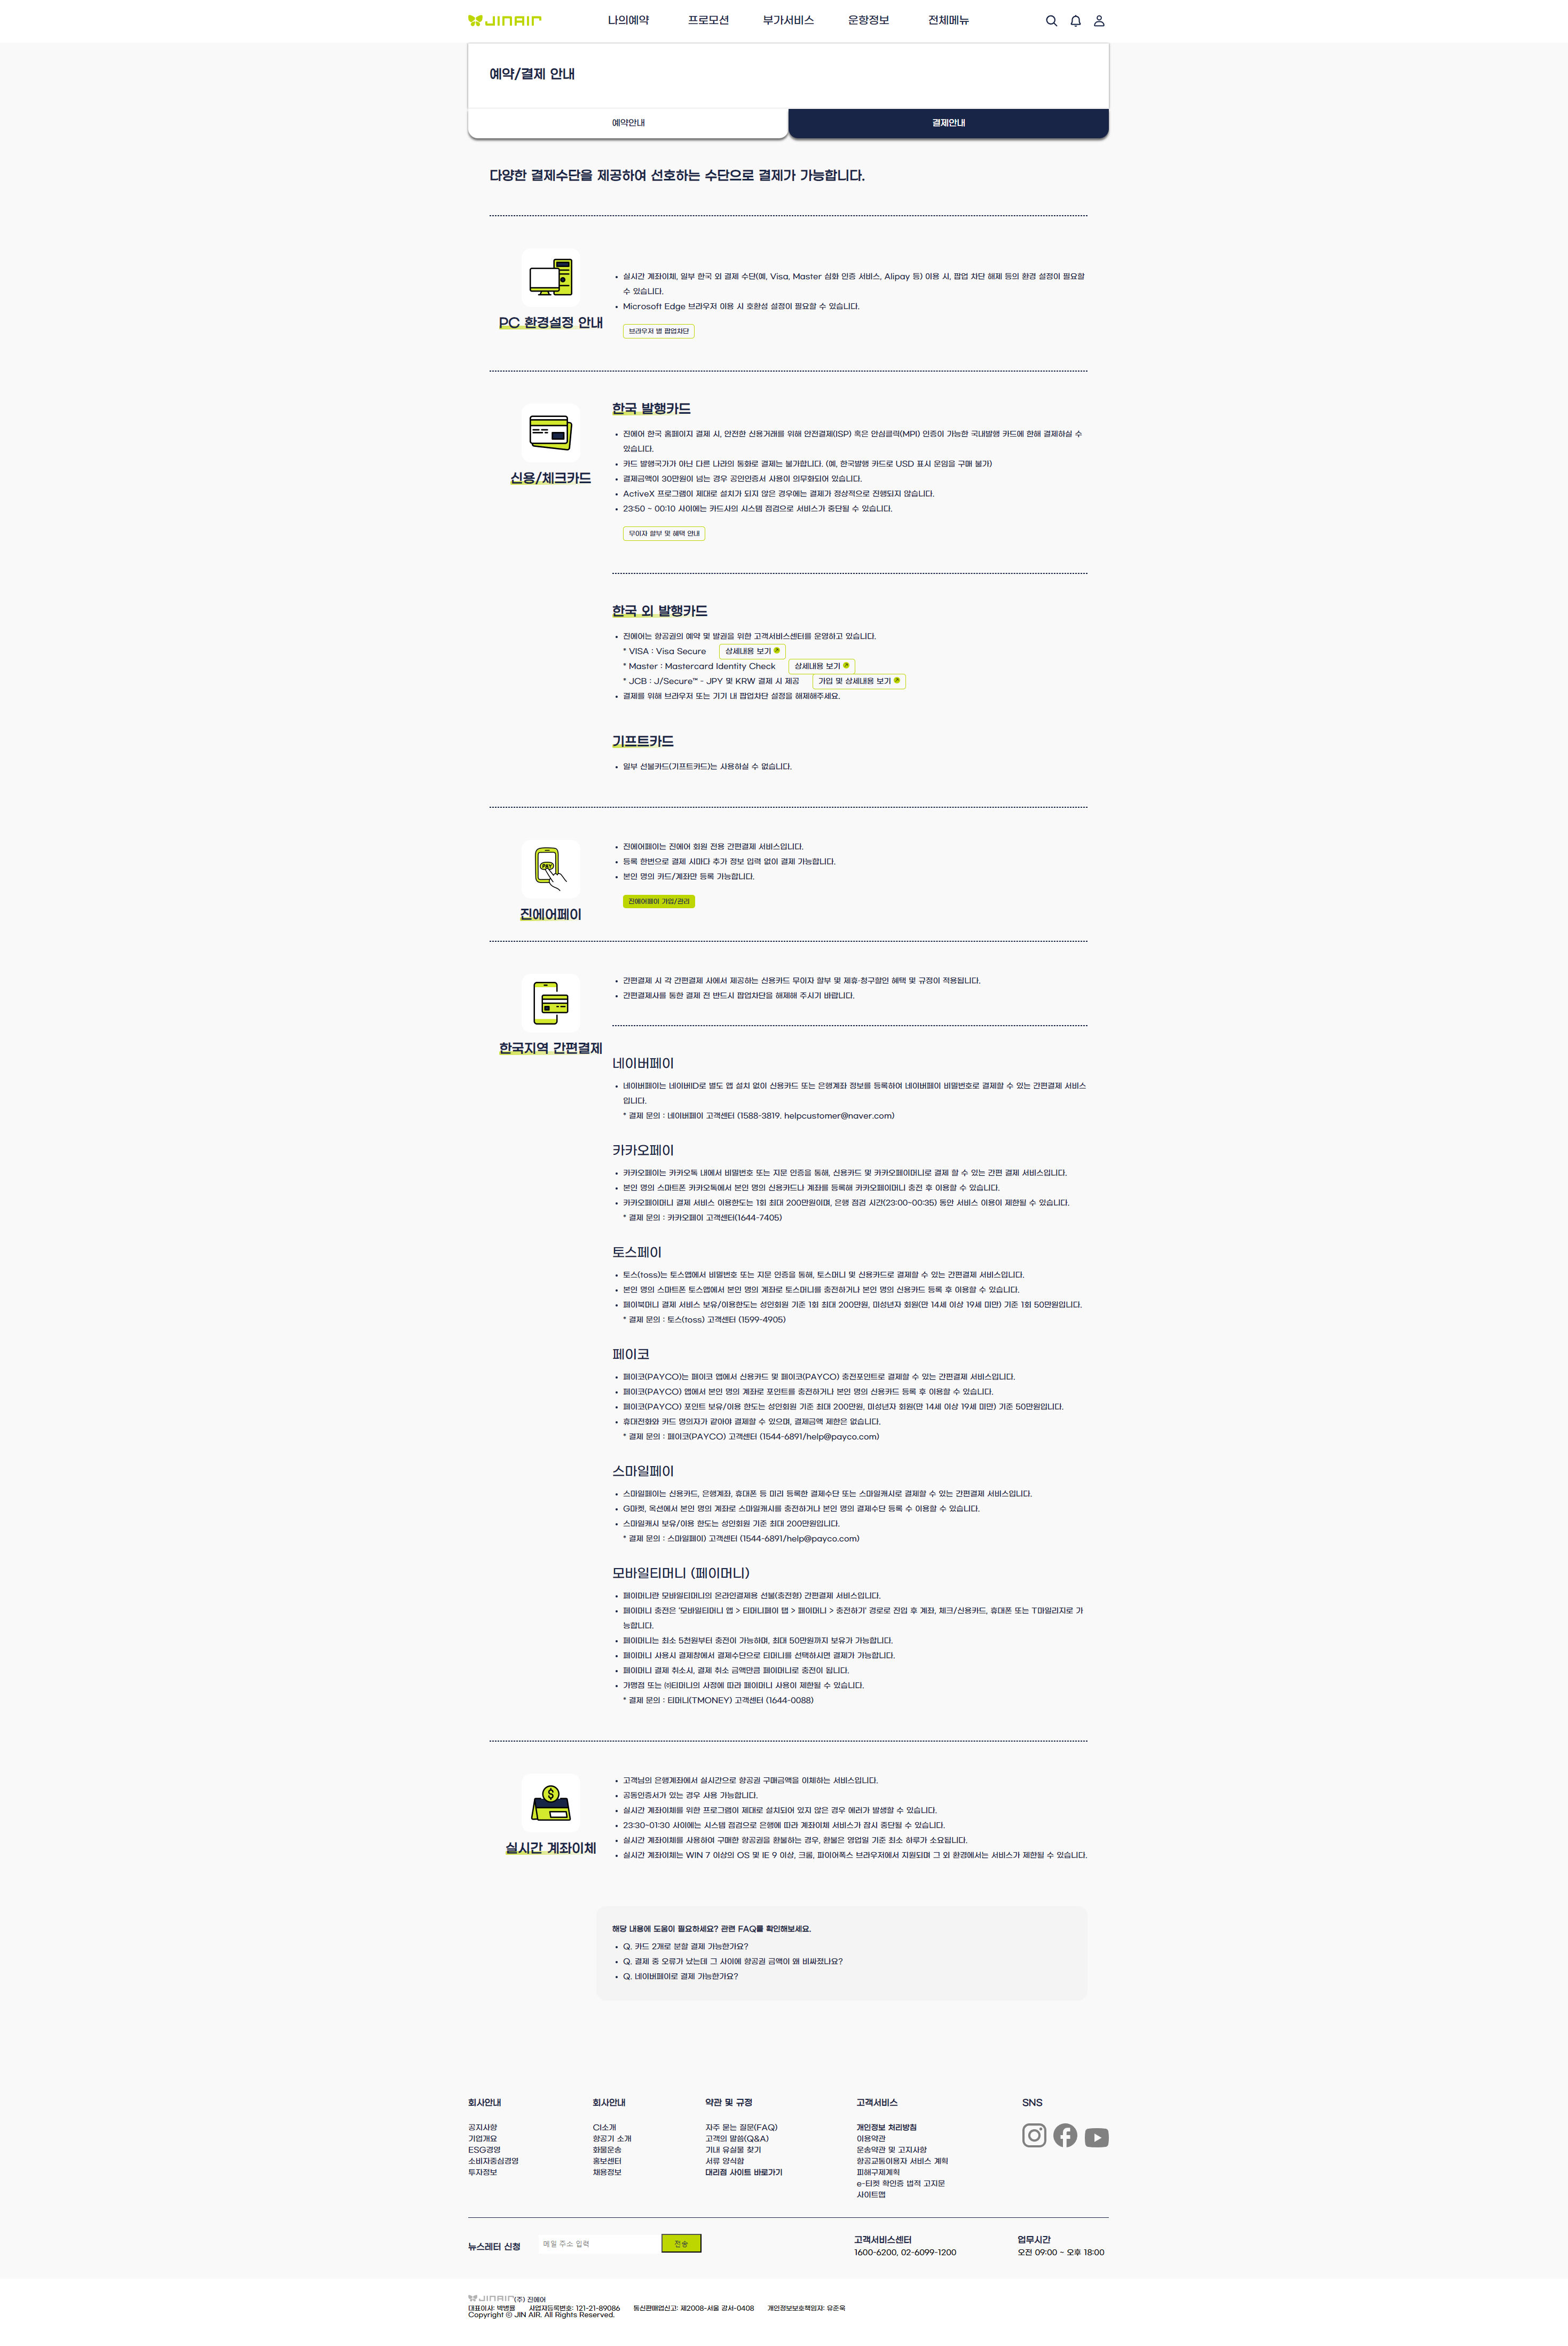 JINAIR
나의예약 프로모션 부가서비스 운항정보 전체메뉴
예약/결제 안내
예약안내 결제안내
다양한 결제수단을 제공하여 선호하는 수단으로 결제가 가능합니다.
PC 환경설정 안내
• 실시간 계좌이체, 일부 한국 외 결제 수단(예, Visa, Master 심화 인증 서비스, Alipay 등) 이용 시, 팝업 차단 해제 등의 환경 설정이 필요할
수 있습니다.
• Microsoft Edge 브라우저 이용 시 호환성 설정이 필요할 수 있습니다.
브라우저 별 팝업차단
신용/체크카드
한국 발행카드
• 진에어 한국 홈페이지 결제 시, 안전한 신용거래를 위해 안전결제(ISP) 혹은 안심클릭(MPI) 인증이 가능한 국내발행 카드에 한해 결제하실 수
있습니다.
• 카드 발행국가가 아닌 다른 나라의 통화로 결제는 불가합니다. (예, 한국발행 카드로 USD 표시 운임을 구매 불가)
• 결제금액이 30만원이 넘는 경우 공인인증서 사용이 의무화되어 있습니다.
• ActiveX 프로그램이 제대로 설치가 되지 않은 경우에는 결제가 정상적으로 진행되지 않습니다.
• 23:50 ~ 00:10 사이에는 카드사의 시스템 점검으로 서비스가 중단될 수 있습니다.
무이자 할부 및 혜택 안내
한국 외 발행카드
• 진에어는 항공권의 예약 및 발권을 위한 고객서비스센터를 운영하고 있습니다.
* VISA : Visa Secure 상세내용 보기
* Master : Mastercard Identity Check 상세내용 보기
* JCB : J/Secure™ - JPY 및 KRW 결제 시 제공 가입 및 상세내용 보기
• 결제를 위해 브라우저 또는 기기 내 팝업차단 설정을 해제해주세요.
기프트카드
• 일부 선불카드(기프트카드)는 사용하실 수 없습니다.
PAY
진에어페이
• 진에어페이는 진에어 회원 전용 간편결제 서비스입니다.
• 등록 한번으로 결제 시마다 추가 정보 입력 없이 결제 가능합니다.
• 본인 명의 카드/계좌만 등록 가능합니다.
진에어페이 가입/관리
한국지역 간편결제
• 간편결제 시 각 간편결제 사에서 제공하는 신용카드 무이자 할부 및 제휴·청구할인 혜택 및 규정이 적용됩니다.
• 간편결제사를 통한 결제 전 반드시 팝업차단을 해제해 주시기 바랍니다.
네이버페이
• 네이버페이는 네이버ID로 별도 앱 설치 없이 신용카드 또는 은행계좌 정보를 등록하여 네이버페이 비밀번호로 결제할 수 있는 간편결제 서비스
입니다.
* 결제 문의 : 네이버페이 고객센터 (1588-3819. helpcustomer@naver.com)
카카오페이
• 카카오페이는 카카오톡 내에서 비밀번호 또는 지문 인증을 통해, 신용카드 및 카카오페이머니로 결제 할 수 있는 간편 결제 서비스입니다.
• 본인 명의 스마트폰 카카오톡에서 본인 명의 신용카드나 계좌를 등록해 카카오페이머니 충전 후 이용할 수 있습니다.
• 카카오페이머니 결제 서비스 이용한도는 1회 최대 200만원이며, 은행 점검 시간(23:00~00:35) 동안 서비스 이용이 제한될 수 있습니다.
* 결제 문의 : 카카오페이 고객센터(1644-7405)
토스페이
• 토스(toss)는 토스앱에서 비밀번호 또는 지문 인증을 통해, 토스머니 및 신용카드로 결제할 수 있는 간편결제 서비스입니다.
• 본인 명의 스마트폰 토스앱에서 본인 명의 계좌로 토스머니를 충전하거나 본인 명의 신용카드 등록 후 이용할 수 있습니다.
• 페이북머니 결제 서비스 보유/이용한도는 성인회원 기준 1회 최대 200만원, 미성년자 회원(만 14세 이상 19세 미만) 기준 1회 50만원입니다.
* 결제 문의 : 토스(toss) 고객센터 (1599-4905)
페이코
• 페이코(PAYCO)는 페이코 앱에서 신용카드 및 페이코(PAYCO) 충전포인트로 결제할 수 있는 간편결제 서비스입니다.
• 페이코(PAYCO) 앱에서 본인 명의 계좌로 포인트를 충전하거나 본인 명의 신용카드 등록 후 이용할 수 있습니다.
• 페이코(PAYCO) 포인트 보유/이용 한도는 성인회원 기준 최대 200만원, 미성년자 회원(만 14세 이상 19세 미만) 기준 50만원입니다.
• 휴대전화와 카드 명의자가 같아야 결제할 수 있으며, 결제금액 제한은 없습니다.
* 결제 문의 : 페이코(PAYCO) 고객센터 (1544-6891/help@payco.com)
스마일페이
• 스마일페이는 신용카드, 은행계좌, 휴대폰 등 미리 등록한 결제수단 또는 스마일캐시로 결제할 수 있는 간편결제 서비스입니다.
• G마켓, 옥션에서 본인 명의 계좌로 스마일캐시를 충전하거나 본인 명의 결제수단 등록 수 이용할 수 있습니다.
• 스마일캐시 보유/이용 한도는 성인회원 기준 최대 200만원입니다.
* 결제 문의 : 스마일페이) 고객센터 (1544-6891/help@payco.com)
모바일티머니 (페이머니)
• 페이머니란 모바일티머니의 온라인결제용 선불(충전형) 간편결제 서비스입니다.
• 페이머니 충전은 '모바일티머니 앱 > 티머니페이 탭 > 페이머니 > 충전하기' 경로로 진입 후 계좌, 체크/신용카드, 휴대폰 또는 T마일리지로 가
능합니다.
• 페이머니는 최소 5천원부터 충전이 가능하며, 최대 50만원까지 보유가 가능합니다.
• 페이머니 사용시 결제창에서 결제수단으로 티머니를 선택하시면 결제가 가능합니다.
• 페이머니 결제 취소시, 결제 취소 금액만큼 페이머니로 충전이 됩니다.
• 가맹점 또는 ㈜티머니의 사정에 따라 페이머니 사용이 제한될 수 있습니다.
* 결제 문의 : 티머니(TMONEY) 고객센터 (1644-0088)
실시간 계좌이체
• 고객님의 은행계좌에서 실시간으로 항공권 구매금액을 이체하는 서비스입니다.
• 공동인증서가 있는 경우 사용 가능합니다.
• 실시간 계좌이체를 위한 프로그램이 제대로 설치되어 있지 않은 경우 에러가 발생할 수 있습니다.
• 23:30~01:30 사이에는 시스템 점검으로 은행에 따라 계좌이체 서비스가 잠시 중단될 수 있습니다.
• 실시간 계좌이체를 사용하여 구매한 항공권을 환불하는 경우, 환불은 영업일 기준 최소 하루가 소요됩니다.
• 실시간 계좌이체는 WIN 7 이상의 OS 및 IE 9 이상, 크롬, 파이어폭스 브라우저에서 지원되며 그 외 환경에서는 서비스가 제한될 수 있습니다.
해당 내용에 도움이 필요하세요? 관련 FAQ를 확인해보세요.
• Q. 카드 2개로 분할 결제 가능한가요?
• Q. 결제 중 오류가 났는데 그 사이에 항공권 금액이 왜 비싸졌나요?
• Q. 네이버페이로 결제 가능한가요?
회사안내
공지사항
기업개요
ESG경영
소비자중심경영
투자정보
회사안내
CI소개
항공기 소개
화물운송
홍보센터
채용정보
약관 및 규정
자주 묻는 질문(FAQ)
고객의 말씀(Q&A)
기내 유실물 찾기
서류 양식함
대리점 사이트 바로가기
고객서비스
개인정보 처리방침
이용약관
운송약관 및 고지사항
항공교통이용자 서비스 계획
피해구제계획
e-티켓 확인증 법적 고지문
사이트맵
SNS
뉴스레터 신청 메일 주소 입력 전송
고객서비스센터
1600-6200, 02-6099-1200
업무시간
오전 09:00 ~ 오후 18:00
JINAIR (주) 진에어
대표이사: 박병률 사업자등록번호: 121-21-89086 통신판매업신고: 제2008-서울 강서-0408 개인정보보호책임자: 유준욱
Copyright ⓒ JIN AIR. All Rights Reserved.